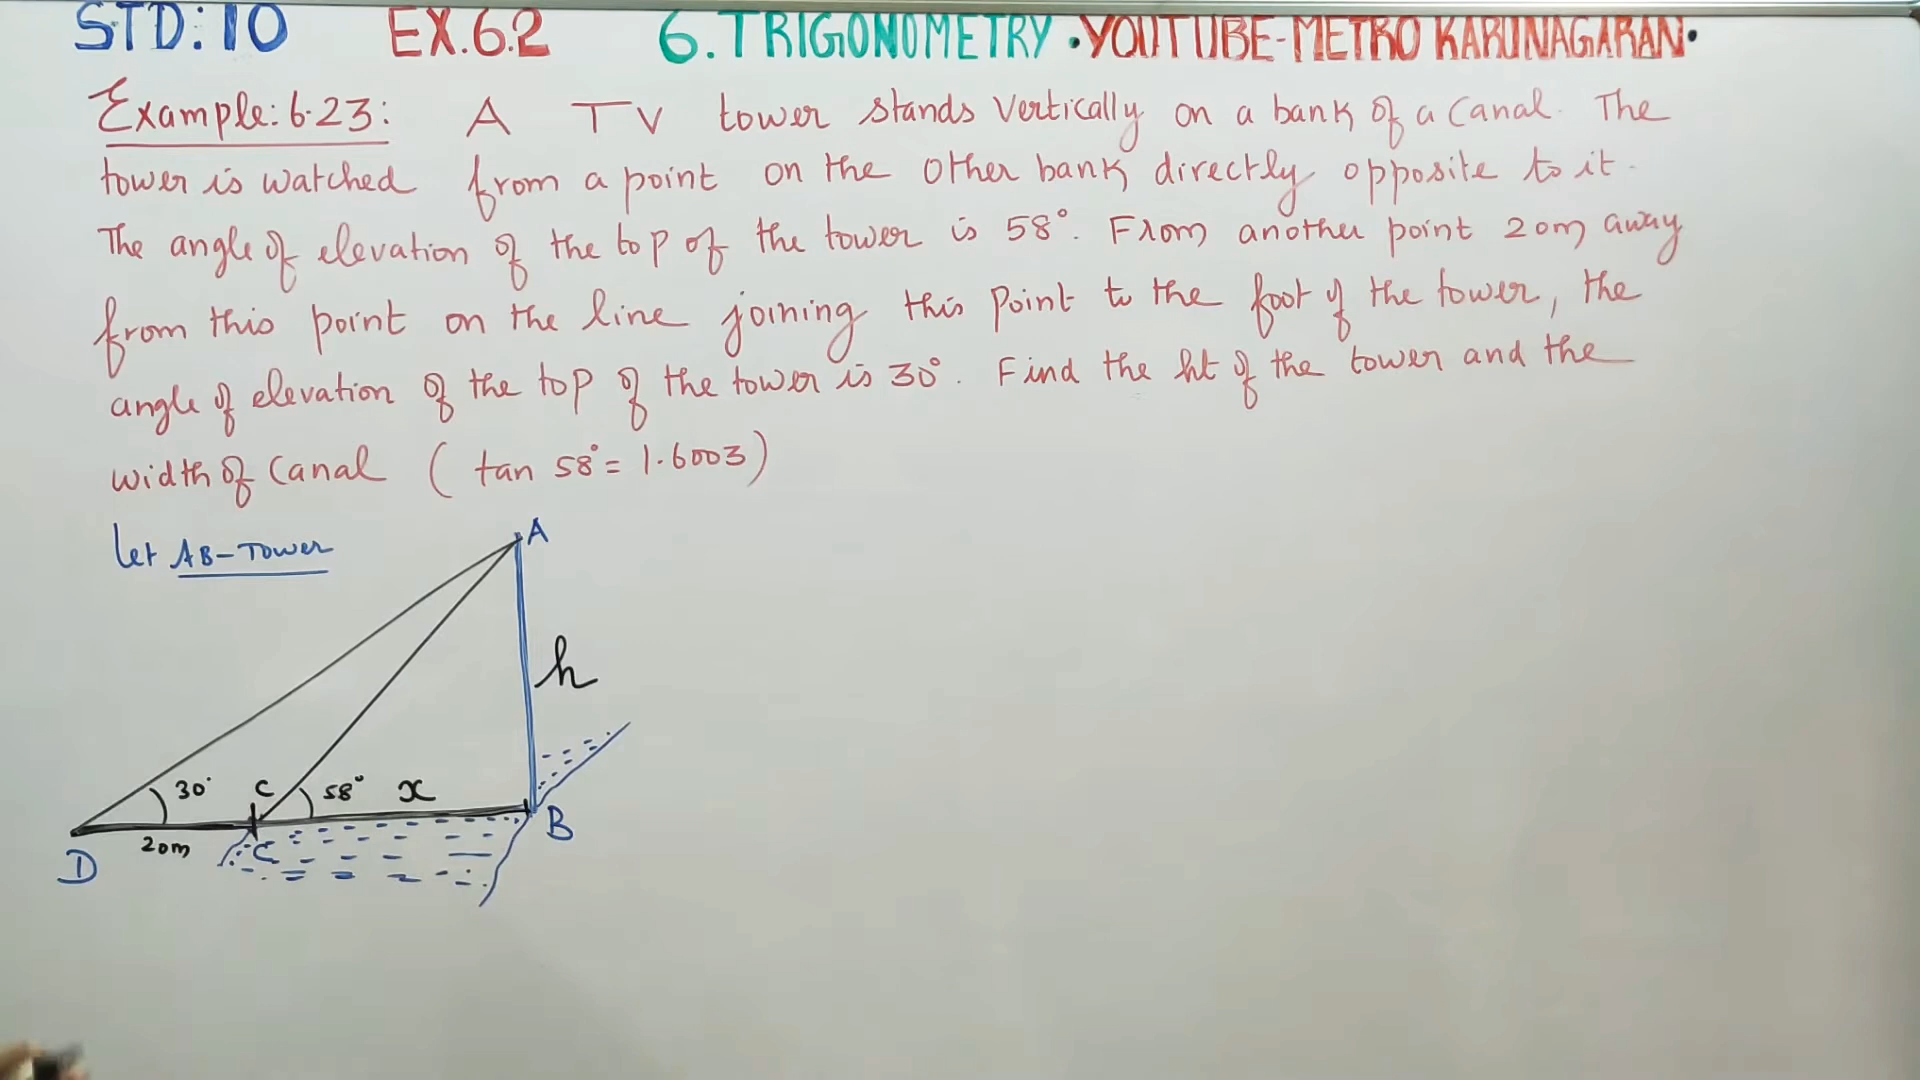 STD:10 EX.6.2 6.TRIGONOMETRY •YOUTUBE-METRO KARUNAGARAN•
Example:6.23: A TV tower stands vertically on a bank of a canal. The
tower is watched from a point on the other bank directly opposite to it.
The angle of elevation of the top of the tower is 58°. From another point 20m away
from this point on the line joining this point to the foot of the tower, the
angle of elevation of the top of the tower is 30°. Find the ht of the tower and the
width of canal (tan 58°= 1.6003)
Let AB-Tower
A
h
30° C 58° x
B
20m C
D